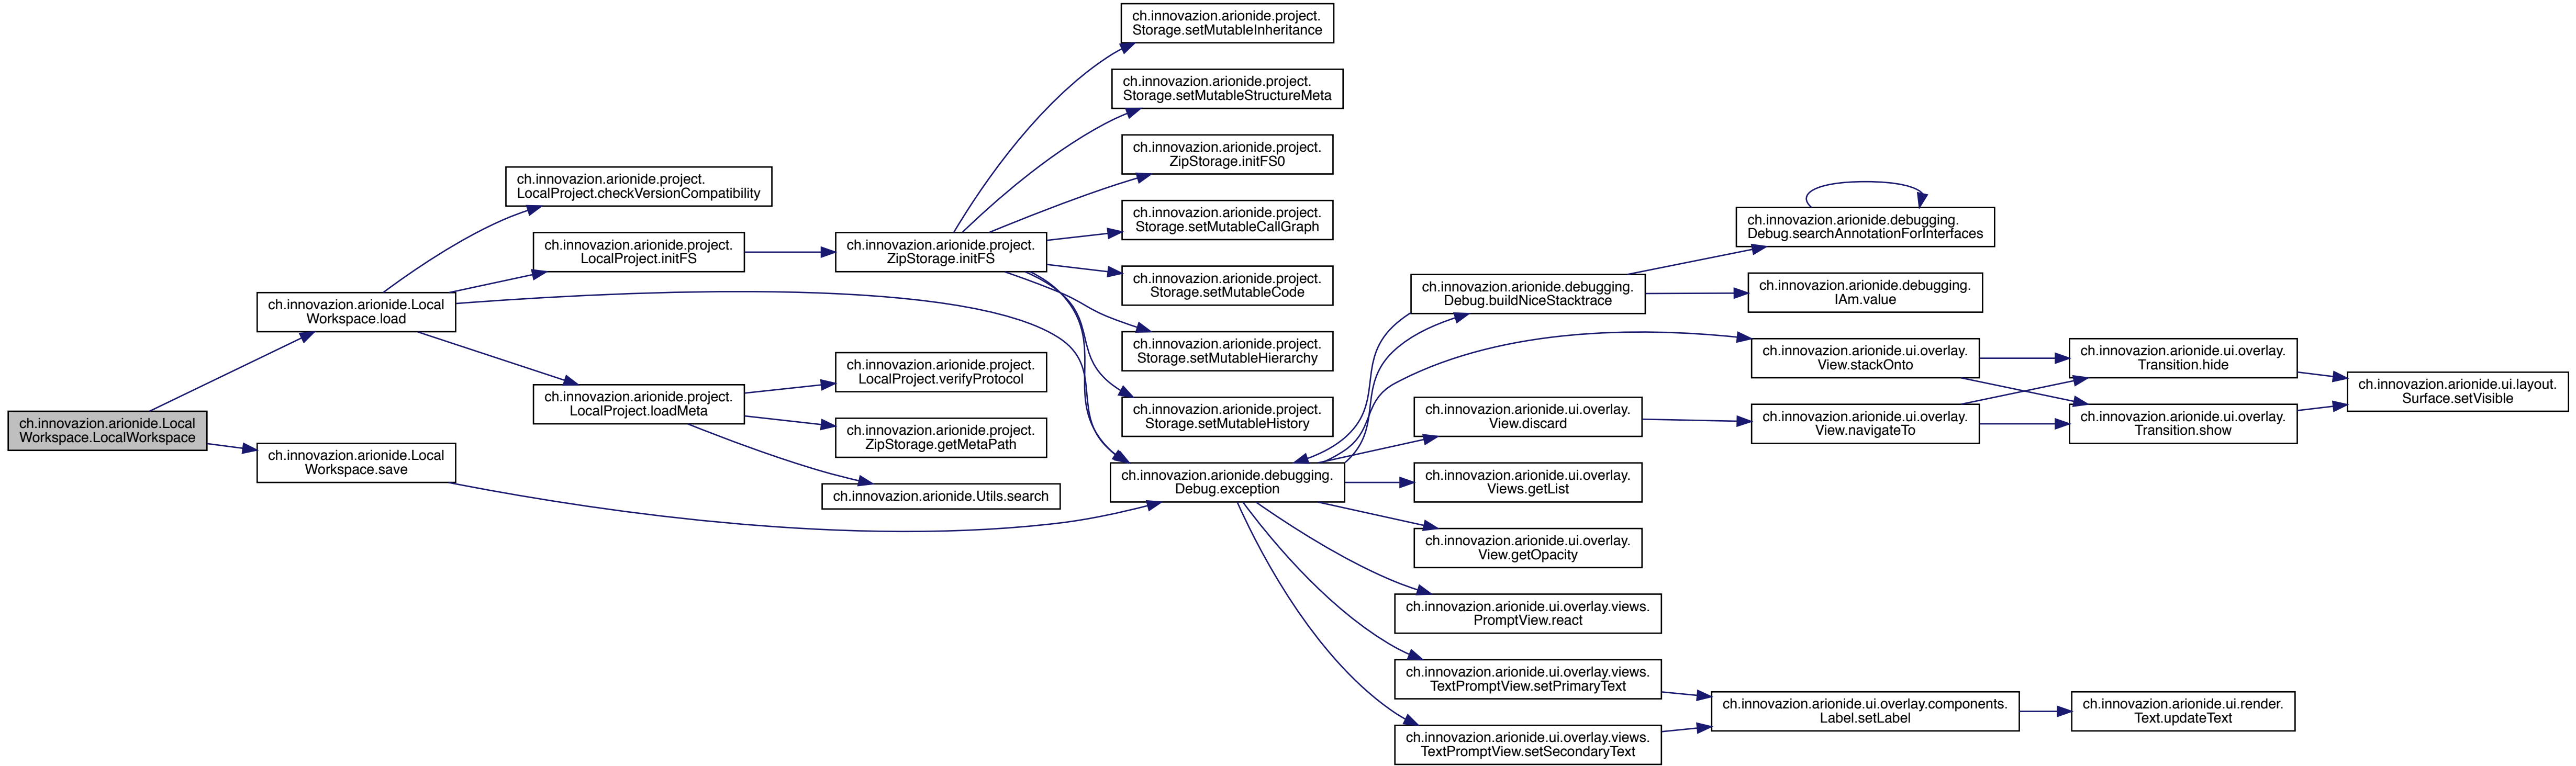 ch.innovazion.arionide.Local
Workspace.LocalWorkspace
ch.innovazion.arionide.Local
Workspace.load
ch.innovazion.arionide.Local
Workspace.save
ch.innovazion.arionide.project.
LocalProject.checkVersionCompatibility
ch.innovazion.arionide.project.
LocalProject.initFS
ch.innovazion.arionide.project.
LocalProject.loadMeta
ch.innovazion.arionide.project.
ZipStorage.initFS
ch.innovazion.arionide.project.
LocalProject.verifyProtocol
ch.innovazion.arionide.project.
ZipStorage.getMetaPath
ch.innovazion.arionide.Utils.search
ch.innovazion.arionide.project.
Storage.setMutableInheritance
ch.innovazion.arionide.project.
Storage.setMutableStructureMeta
ch.innovazion.arionide.project.
ZipStorage.initFS0
ch.innovazion.arionide.project.
Storage.setMutableCallGraph
ch.innovazion.arionide.project.
Storage.setMutableCode
ch.innovazion.arionide.project.
Storage.setMutableHierarchy
ch.innovazion.arionide.project.
Storage.setMutableHistory
ch.innovazion.arionide.debugging.
Debug.exception
ch.innovazion.arionide.debugging.
Debug.buildNiceStacktrace
ch.innovazion.arionide.ui.overlay.
View.discard
ch.innovazion.arionide.ui.overlay.
Views.getList
ch.innovazion.arionide.ui.overlay.
View.getOpacity
ch.innovazion.arionide.ui.overlay.views.
PromptView.react
ch.innovazion.arionide.ui.overlay.views.
TextPromptView.setPrimaryText
ch.innovazion.arionide.ui.overlay.views.
TextPromptView.setSecondaryText
ch.innovazion.arionide.debugging.
Debug.searchAnnotationForInterfaces
ch.innovazion.arionide.debugging.
IAm.value
ch.innovazion.arionide.ui.overlay.
View.stackOnto
ch.innovazion.arionide.ui.overlay.
View.navigateTo
ch.innovazion.arionide.ui.overlay.components.
Label.setLabel
ch.innovazion.arionide.ui.overlay.
Transition.hide
ch.innovazion.arionide.ui.overlay.
Transition.show
ch.innovazion.arionide.ui.render.
Text.updateText
ch.innovazion.arionide.ui.layout.
Surface.setVisible